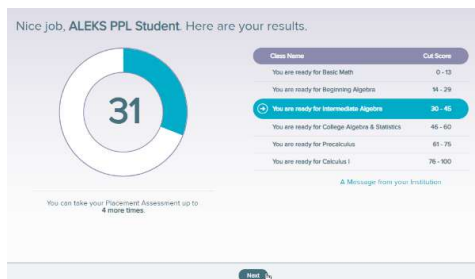 Nice job, ALEKS PPL Student. Here are your results.
31
You can take your Placement Assessment up to
4 more times.
Class Name Cut Score
You are ready for Basic Math 0 - 13
You are ready for Beginning Algebra 14 - 29
You are ready for Intermediate Algebra 30 - 45
You are ready for College Algebra & Statistics 46 - 60
You are ready for Precalculus 61 - 75
You are ready for Calculus I 76 - 100
A Message from your Institution
Next